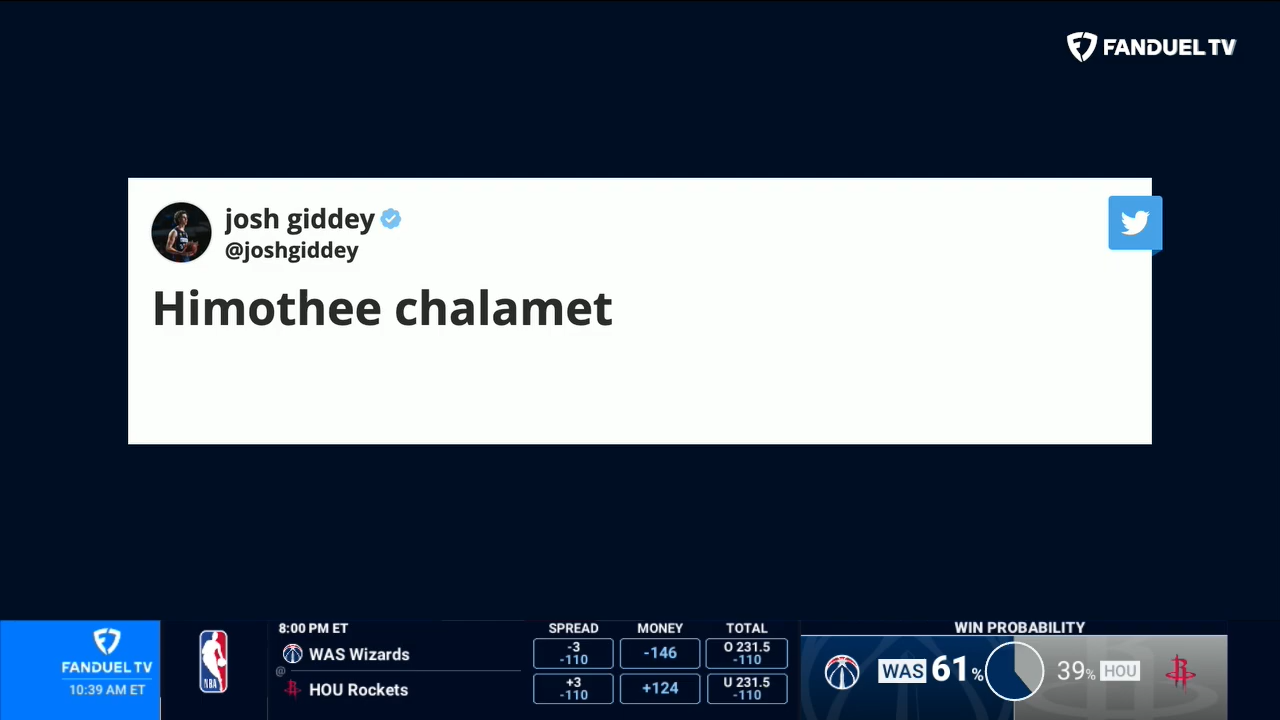 FANDUEL TV
josh giddey
@joshgiddey
Himothee chalamet
FANDUEL TV
10:39 AM ET
NBA
8:00 PM ET
SPREAD MONEY TOTAL
WAS Wizards
-3
-110
-146
O 231.5
-110
@
HOU Rockets
+3
-110
+124
U 231.5
-110
WIN PROBABILITY
WAS 61% 39% HOU